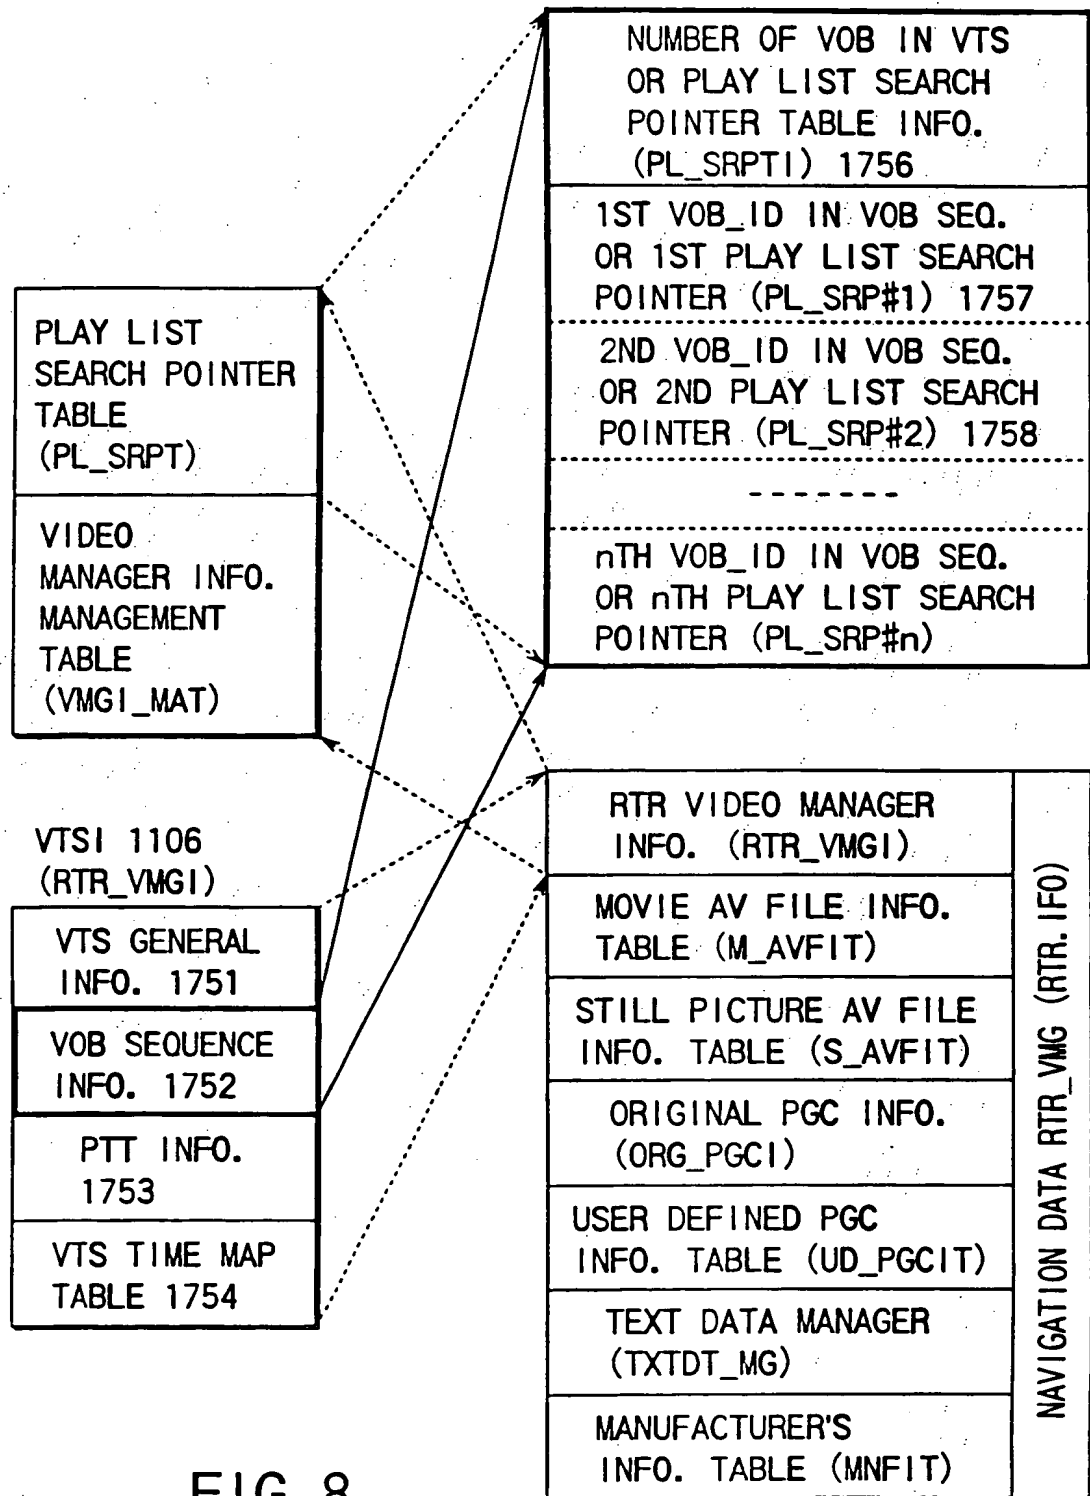 NUMBER OF VOB IN VTS
OR PLAY LIST SEARCH
POINTER TABLE INFO.
(PL_SRPTI) 1756
1ST VOB_ID IN VOB SEQ.
OR 1ST PLAY LIST SEARCH
POINTER (PL_SRP#1) 1757
2ND VOB_ID IN VOB SEQ.
OR 2ND PLAY LIST SEARCH
POINTER (PL_SRP#2) 1758
-------
nTH VOB_ID IN VOB SEQ.
OR nTH PLAY LIST SEARCH
POINTER (PL_SRP#n)
PLAY LIST
SEARCH POINTER
TABLE
(PL_SRPT)
VIDEO
MANAGER INFO.
MANAGEMENT
TABLE
(VMGI_MAT)
VTSI 1106
(RTR_VMGI)
VTS GENERAL
INFO. 1751
VOB SEQUENCE
INFO. 1752
PTT INFO.
1753
VTS TIME MAP
TABLE 1754
RTR VIDEO MANAGER
INFO. (RTR_VMGI)
MOVIE AV FILE INFO.
TABLE (M_AVFIT)
STILL PICTURE AV FILE
INFO. TABLE (S_AVFIT)
ORIGINAL PGC INFO.
(ORG_PGCI)
USER DEFINED PGC
INFO. TABLE (UD_PGCIT)
TEXT DATA MANAGER
(TXTDT_MG)
MANUFACTURER'S
INFO. TABLE (MNFIT)
NAVIGATION DATA RTR_VMG (RTR.IFO)
FIG. 8